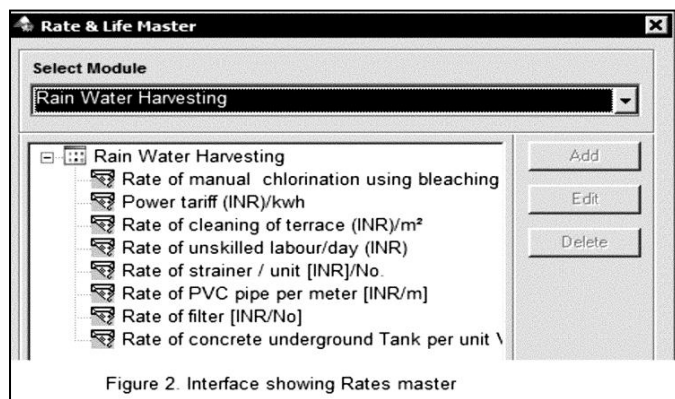 Rate & Life Master
Select Module
Rain Water Harvesting
Rain Water Harvesting
Add
Rate of manual chlorination using bleaching
Power tariff (INR)/kwh
Edit
Rate of cleaning of terrace (INR)/m²
Rate of unskilled labour/day (INR)
Delete
Rate of strainer / unit [INR]/No.
Rate of PVC pipe per meter [INR/m]
Rate of filter [INR/No]
Rate of concrete underground Tank per unit
Figure 2. Interface showing Rates master